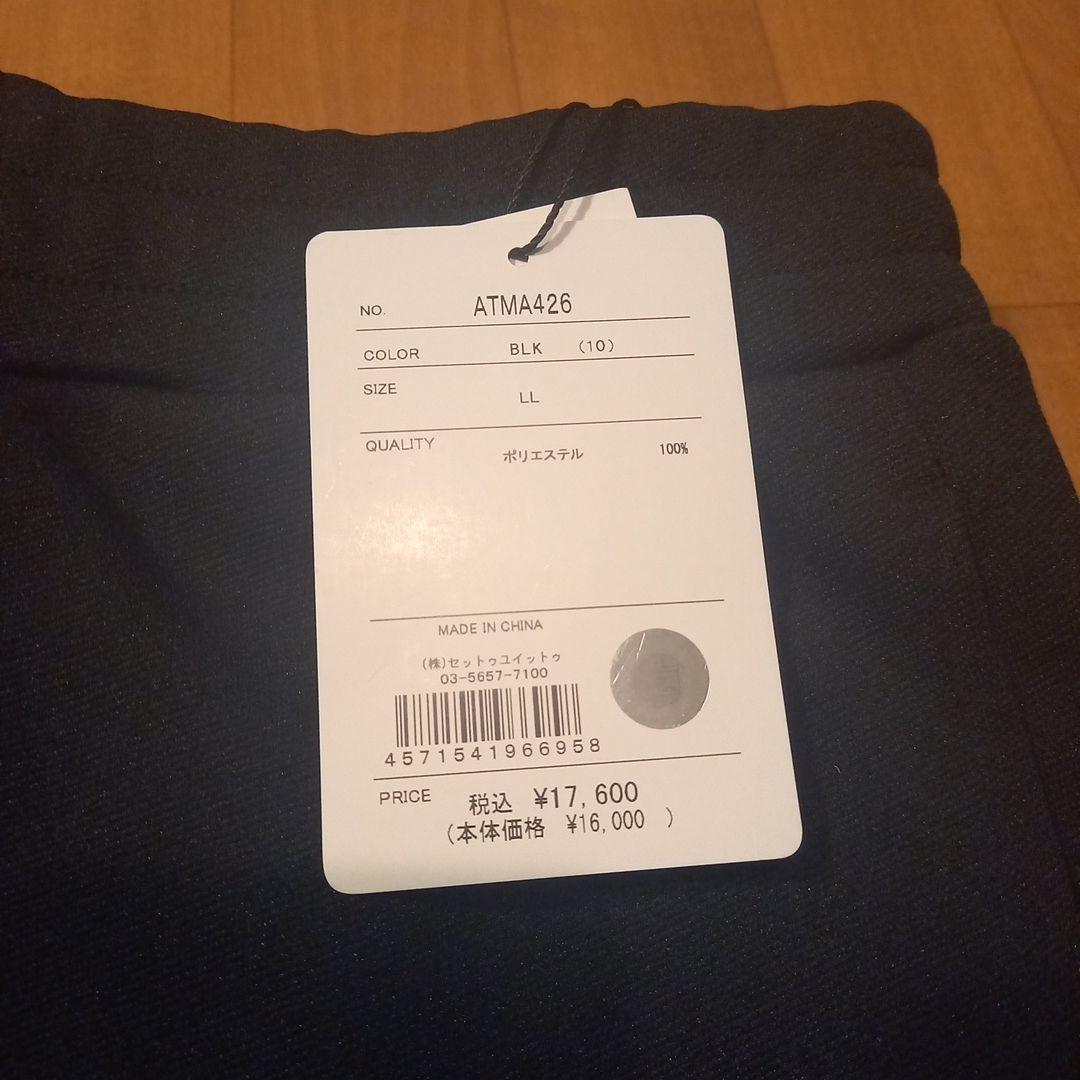 NO. ATMA426
COLOR BLK (10)
SIZE LL
QUALITY ポリエステル 100%
MADE IN CHINA
(株)セットゥユイットゥ
03-5657-7100
4571541966958
PRICE 税込 ¥17,600
(本体価格 ¥16,000 )